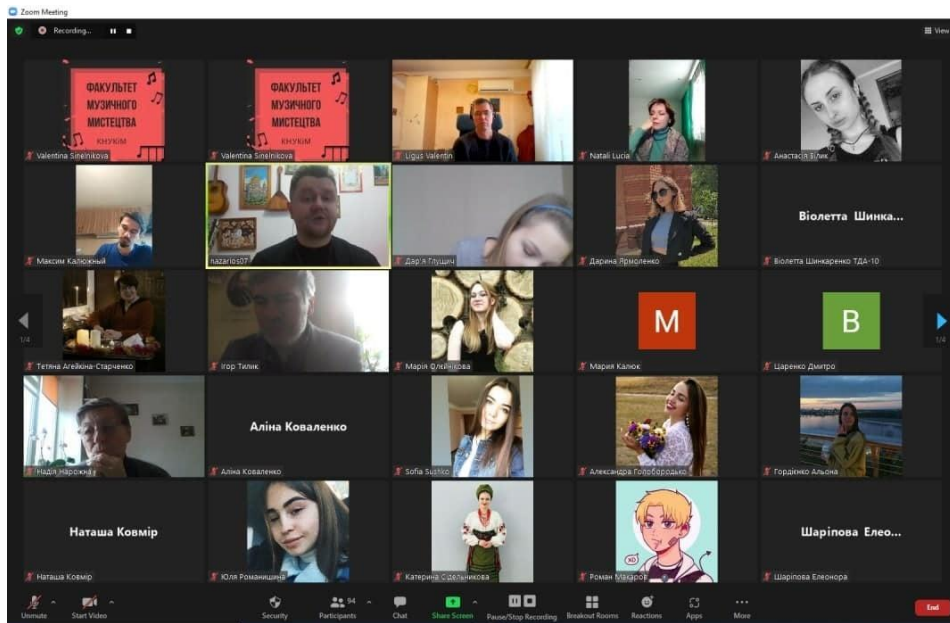 Zoom Meeting
Recording...
View
ФАКУЛЬТЕТ
МУЗИЧНОГО
МИСТЕЦТВА
КНУКІМ
Valentina Sinelnikova
ФАКУЛЬТЕТ
МУЗИЧНОГО
МИСТЕЦТВА
КНУКІМ
Valentina Sinelnikova
Ligus Valentin
Natali Lucia
Анастасія Білик
Максим Калюжный
nazarios07
Дар'я Глущич
Дарина Ярмоленко
Віолетта Шинка...
Віолетта Шинкаренко ТДА-10
1/4
Тетяна Агейкіна-Старченко
Ігор Тилик
Марія Олєйнікова
М
Мария Калюк
В
Царенко Дмитро
1/4
Надія Нарожна
Аліна Коваленко
Аліна Коваленко
Sofia Sushko
Александра Голобородько
Гордієнко Альона
Наташа Ковмір
Наташа Ковмір
Юля Романишина
Катерина Сідельникова
XO
Роман Макаров
Шаріпова Елео...
Шаріпова Елеонора
Unmute
Start Video
Security
Participants
94
Chat
Share Screen
Pause/Stop Recording
Breakout Rooms
Reactions
Apps
More
End